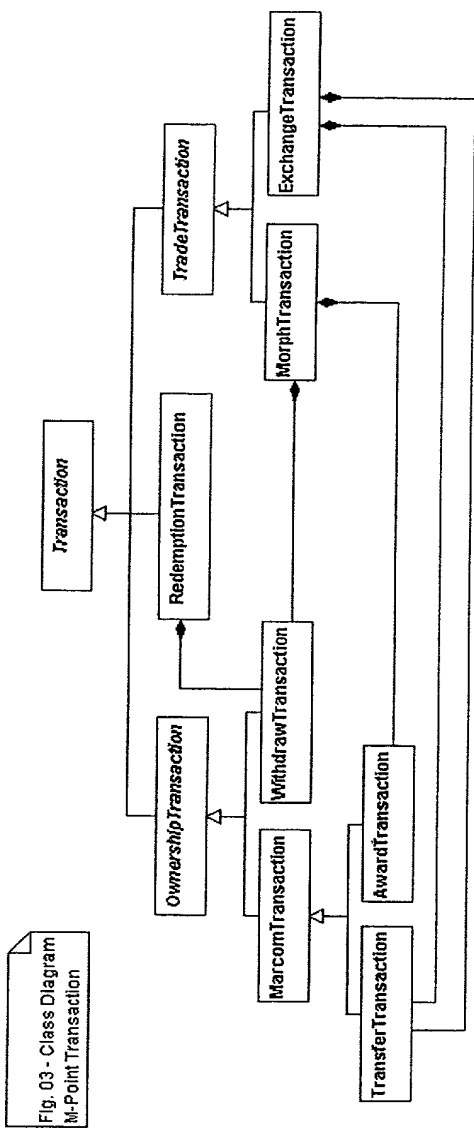 Fig. 03 - Class Diagram
M-Point Transaction
Transaction
OwnershipTransaction
RedemptionTransaction
TradeTransaction
MarcomTransaction
WithdrawTransaction
MorphTransaction
ExchangeTransaction
TransferTransaction
AwardTransaction